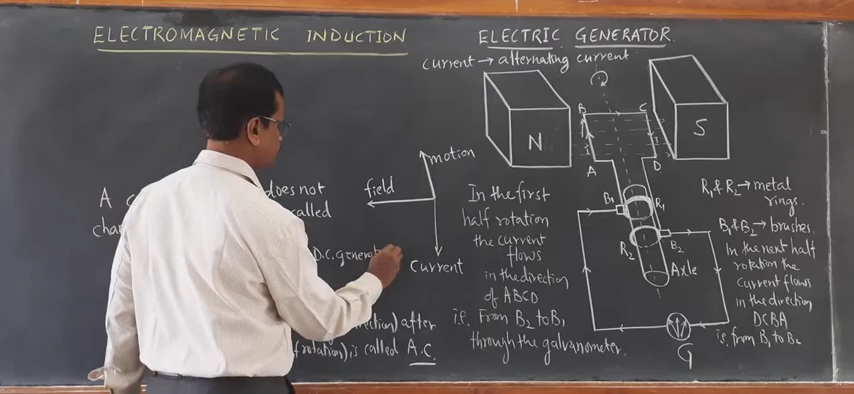 ELECTROMAGNETIC INDUCTION
A does not
called
D.C. generat
after
rotation) is called A.C.
motion
field
current
ELECTRIC GENERATOR
current → alternating current
N
S
B
C
A
D
I
I
B1
R1
R2
B2
Axle
G
In the first
half rotation
the current
flows
in the direction
of ABCD
i.e. From B2 to B1
through the galvanometer.
R1 & R2 → metal
rings.
B1 & B2 → brushes.
In the next half
rotation the
current flows
in the direction
DCBA
i.e. from B1 to B2